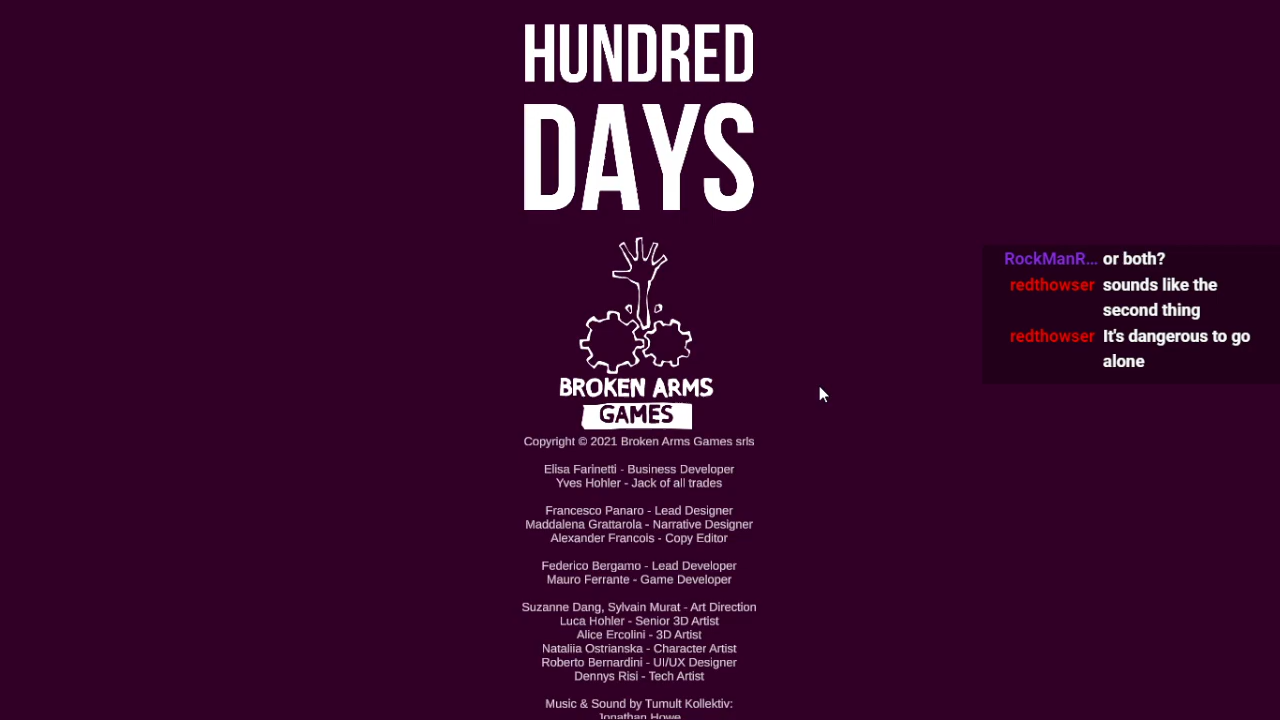 HUNDRED
DAYS
BROKEN ARMS
GAMES
Copyright © 2021 Broken Arms Games srls
Elisa Farinetti - Business Developer
Yves Hohler - Jack of all trades
Francesco Panaro - Lead Designer
Maddalena Grattarola - Narrative Designer
Alexander Francois - Copy Editor
Federico Bergamo - Lead Developer
Mauro Ferrante - Game Developer
Suzanne Dang, Sylvain Murat - Art Direction
Luca Hohler - Senior 3D Artist
Alice Ercolini - 3D Artist
Nataliia Ostrianska - Character Artist
Roberto Bernardini - UI/UX Designer
Dennys Risi - Tech Artist
Music & Sound by Tumult Kollektiv:
Jonathan Howe
RockManR... or both?
redthowser sounds like the
second thing
redthowser It's dangerous to go
alone